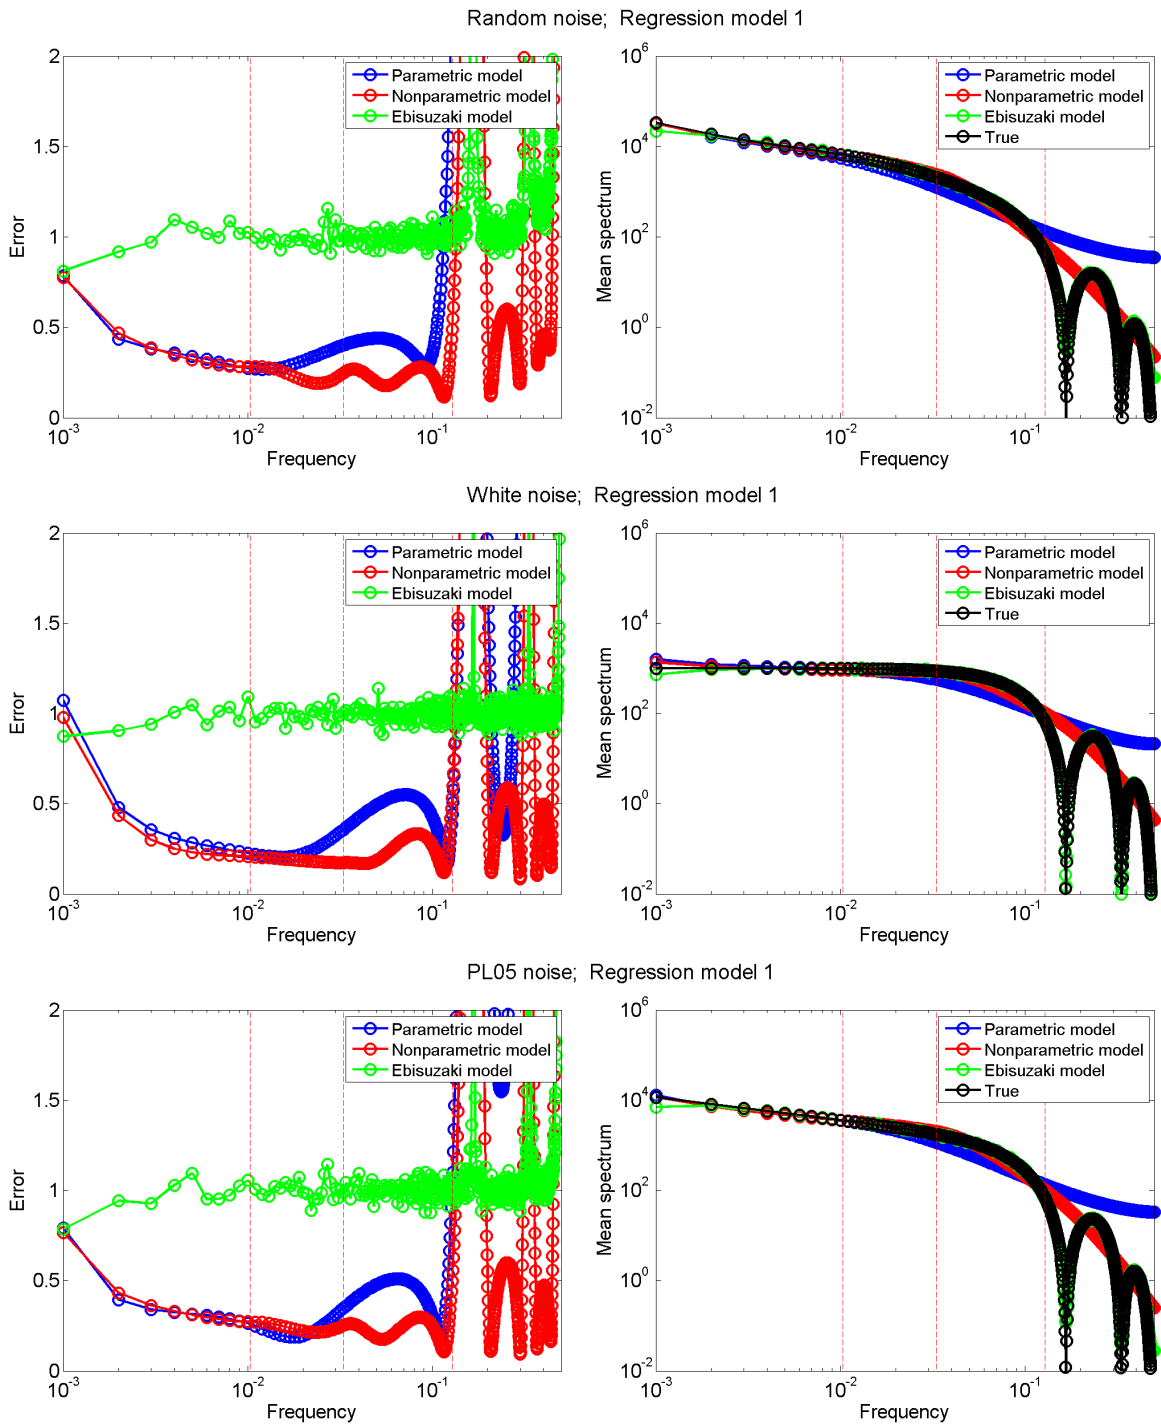 Random noise;  Regression model 1
2
1.5
1
0.5
0
Error
10^-3
10^-2
10^-1
Frequency
Parametric model
Nonparametric model
Ebisuzaki model
10^6
10^4
10^2
10^0
10^-2
Mean spectrum
10^-3
10^-2
10^-1
Frequency
Parametric model
Nonparametric model
Ebisuzaki model
True
White noise;  Regression model 1
2
1.5
1
0.5
0
Error
10^-3
10^-2
10^-1
Frequency
Parametric model
Nonparametric model
Ebisuzaki model
10^6
10^4
10^2
10^0
10^-2
Mean spectrum
10^-3
10^-2
10^-1
Frequency
Parametric model
Nonparametric model
Ebisuzaki model
True
PL05 noise;  Regression model 1
2
1.5
1
0.5
0
Error
10^-3
10^-2
10^-1
Frequency
Parametric model
Nonparametric model
Ebisuzaki model
10^6
10^4
10^2
10^0
10^-2
Mean spectrum
10^-3
10^-2
10^-1
Frequency
Parametric model
Nonparametric model
Ebisuzaki model
True